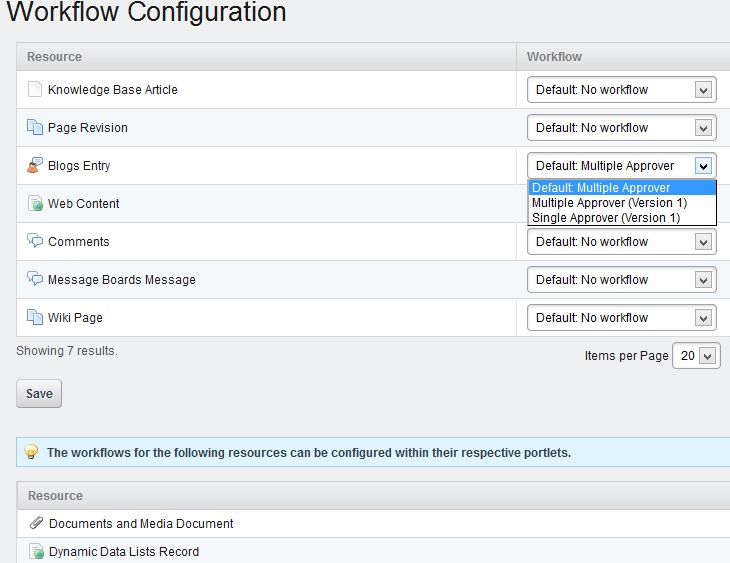 Workflow Configuration
Resource Workflow
Knowledge Base Article Default: No workflow
Page Revision Default: No workflow
Blogs Entry Default: Multiple Approver
Default: Multiple Approver
Multiple Approver (Version 1)
Single Approver (Version 1)
Web Content
Comments Default: No workflow
Message Boards Message Default: No workflow
Wiki Page Default: No workflow
Showing 7 results.
Items per Page 20
Save
The workflows for the following resources can be configured within their respective portlets.
Resource
Documents and Media Document
Dynamic Data Lists Record